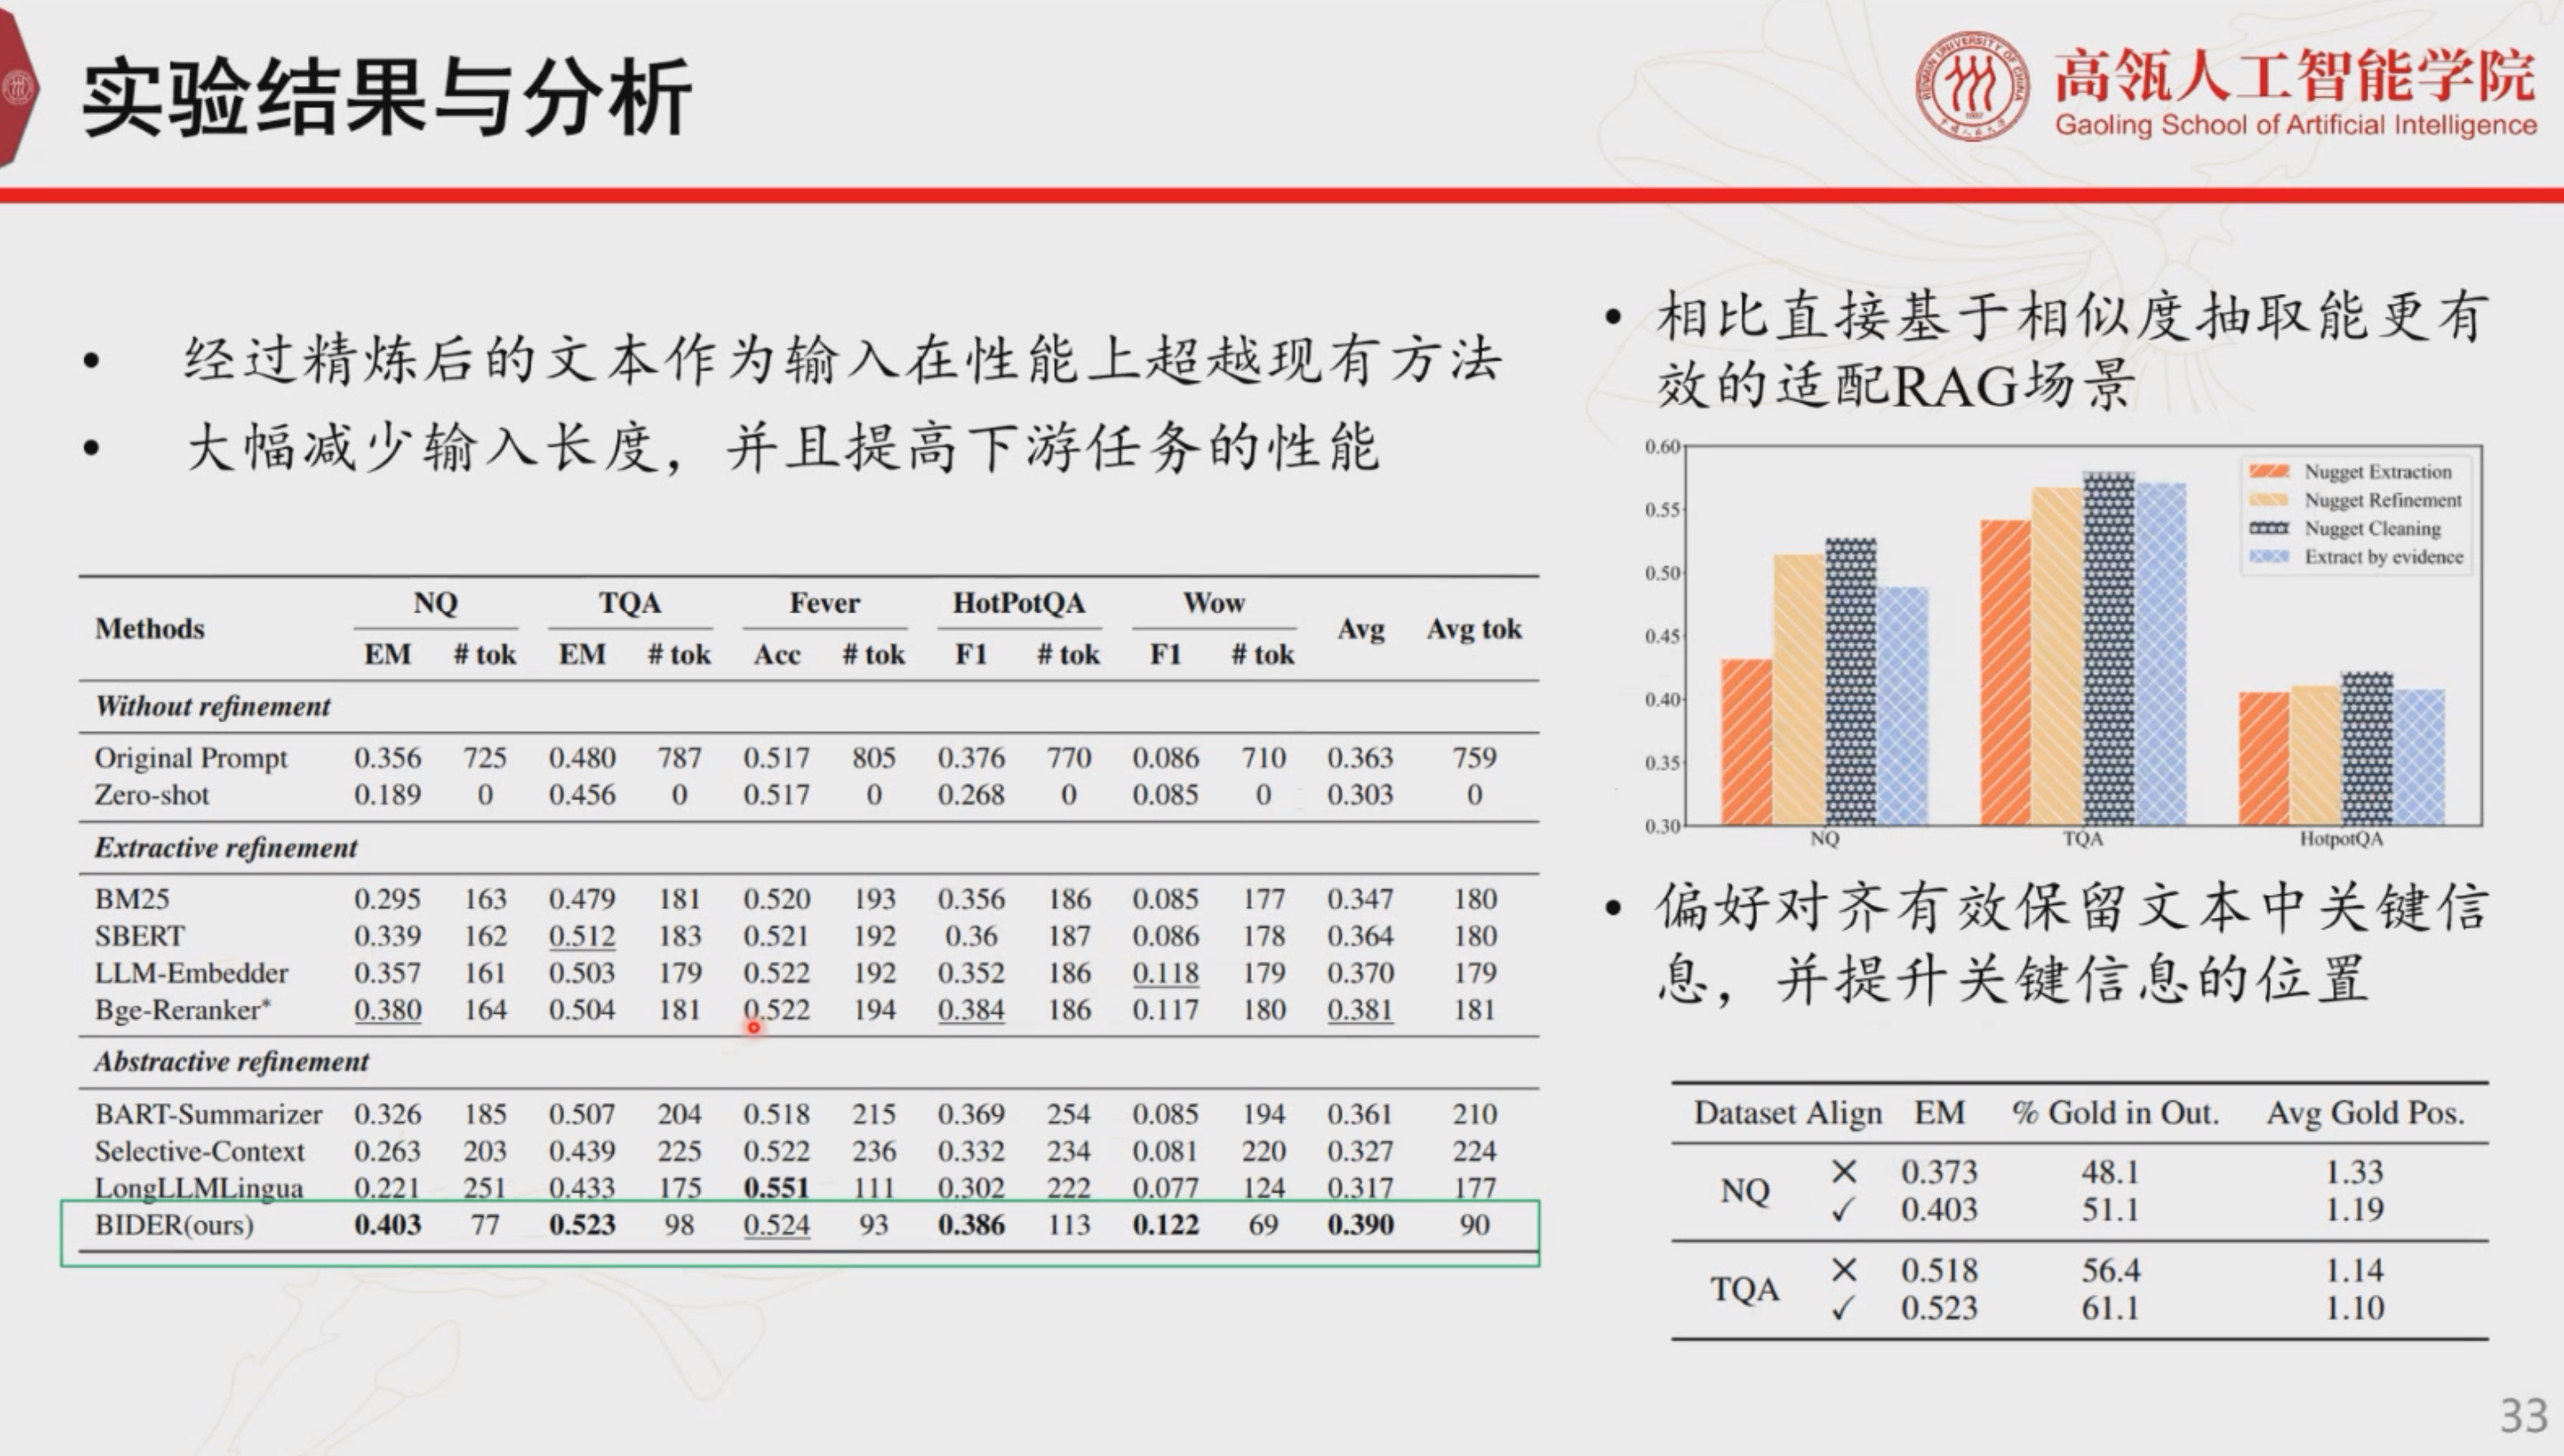 实验结果与分析
高瓴人工智能学院
Gaoling School of Artificial Intelligence
• 经过精炼后的文本作为输入在性能上超越现有方法
• 大幅减少输入长度，并且提高下游任务的性能
Methods NQ TQA Fever HotPotQA Wow Avg Avg tok
EM # tok EM # tok Acc # tok F1 # tok F1 # tok
Without refinement
Original Prompt 0.356 725 0.480 787 0.517 805 0.376 770 0.086 710 0.363 759
Zero-shot 0.189 0 0.456 0 0.517 0 0.268 0 0.085 0 0.303 0
Extractive refinement
BM25 0.295 163 0.479 181 0.520 193 0.356 186 0.085 177 0.347 180
SBERT 0.339 162 0.512 183 0.521 192 0.36 187 0.086 178 0.364 180
LLM-Embedder 0.357 161 0.503 179 0.522 192 0.352 186 0.118 179 0.370 179
Bge-Reranker* 0.380 164 0.504 181 0.522 194 0.384 186 0.117 180 0.381 181
Abstractive refinement
BART-Summarizer 0.326 185 0.507 204 0.518 215 0.369 254 0.085 194 0.361 210
Selective-Context 0.263 203 0.439 225 0.522 236 0.332 234 0.081 220 0.327 224
LongLLMLingua 0.221 251 0.433 175 0.551 111 0.302 222 0.077 124 0.317 177
BIDER(ours) 0.403 77 0.523 98 0.524 93 0.386 113 0.122 69 0.390 90
• 相比直接基于相似度抽取能更有
效的适配RAG场景
0.60
0.55
0.50
0.45
0.40
0.35
0.30
Nugget Extraction
Nugget Refinement
Nugget Cleaning
Extract by evidence
NQ TQA HotpotQA
• 偏好对齐有效保留文本中关键信
息，并提升关键信息的位置
Dataset Align EM % Gold in Out. Avg Gold Pos.
NQ
✕ 0.373 48.1 1.33
✓ 0.403 51.1 1.19
TQA
✕ 0.518 56.4 1.14
✓ 0.523 61.1 1.10
33